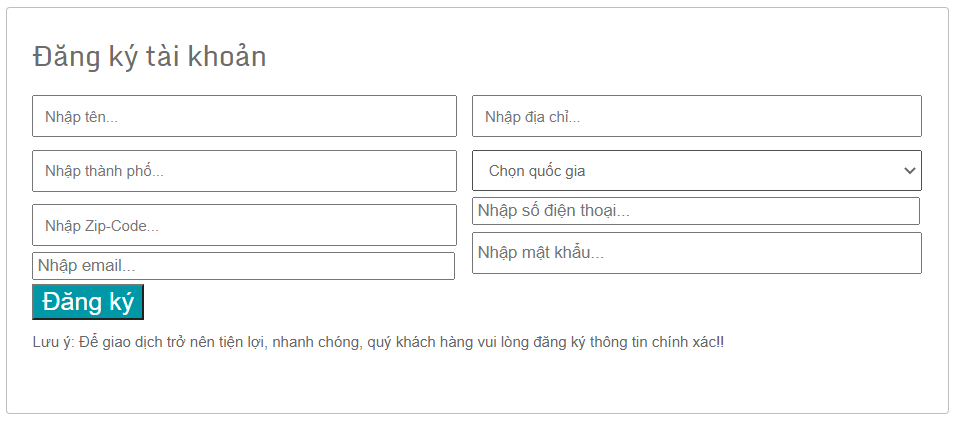 Đăng ký tài khoản
Nhập tên...
Nhập địa chỉ...
Nhập thành phố...
Chọn quốc gia
Nhập Zip-Code...
Nhập số điện thoại...
Nhập email...
Nhập mật khẩu...
Đăng ký
Lưu ý: Để giao dịch trở nên tiện lợi, nhanh chóng, quý khách hàng vui lòng đăng ký thông tin chính xác!!